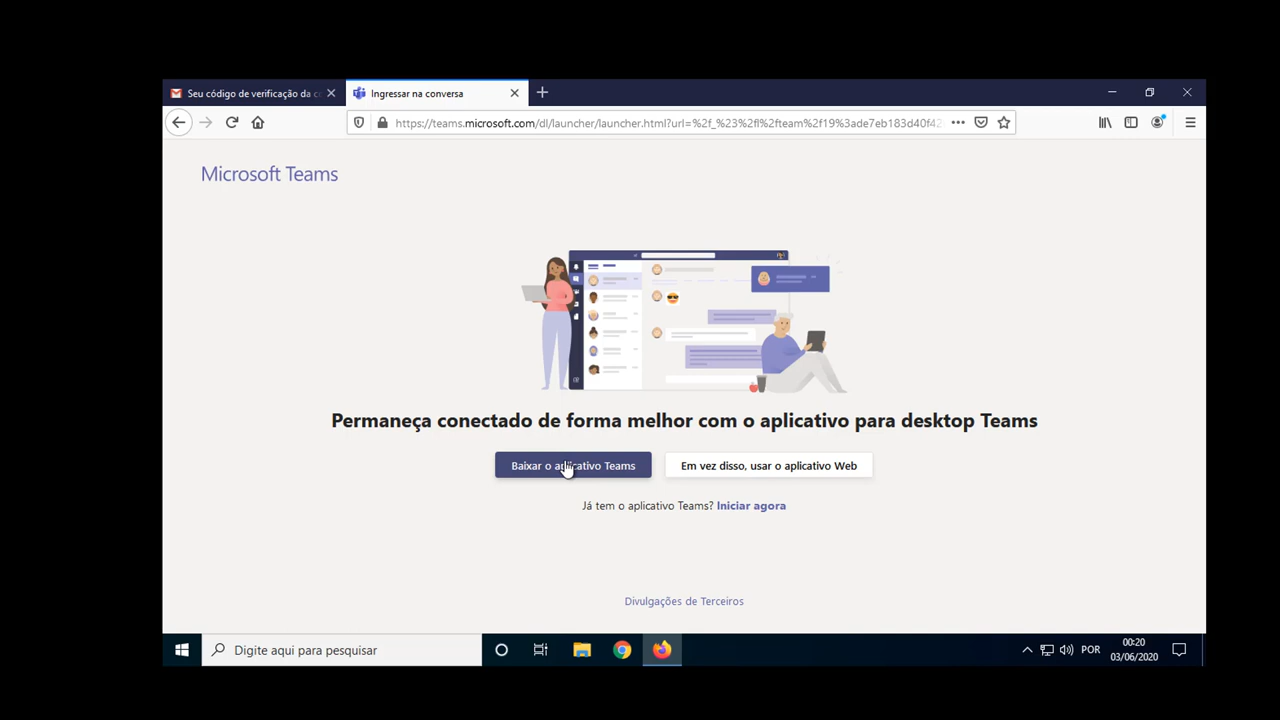 Seu código de verificação da c
Ingressar na conversa
https://teams.microsoft.com/dl/launcher/launcher.html?url=%2f_%23%2fl%2fteam%2f19%3ade7eb183d40f42
Microsoft Teams
Permaneça conectado de forma melhor com o aplicativo para desktop Teams
Baixar o aplicativo Teams
Em vez disso, usar o aplicativo Web
Já tem o aplicativo Teams? Iniciar agora
Divulgações de Terceiros
Digite aqui para pesquisar
POR
00:20
03/06/2020